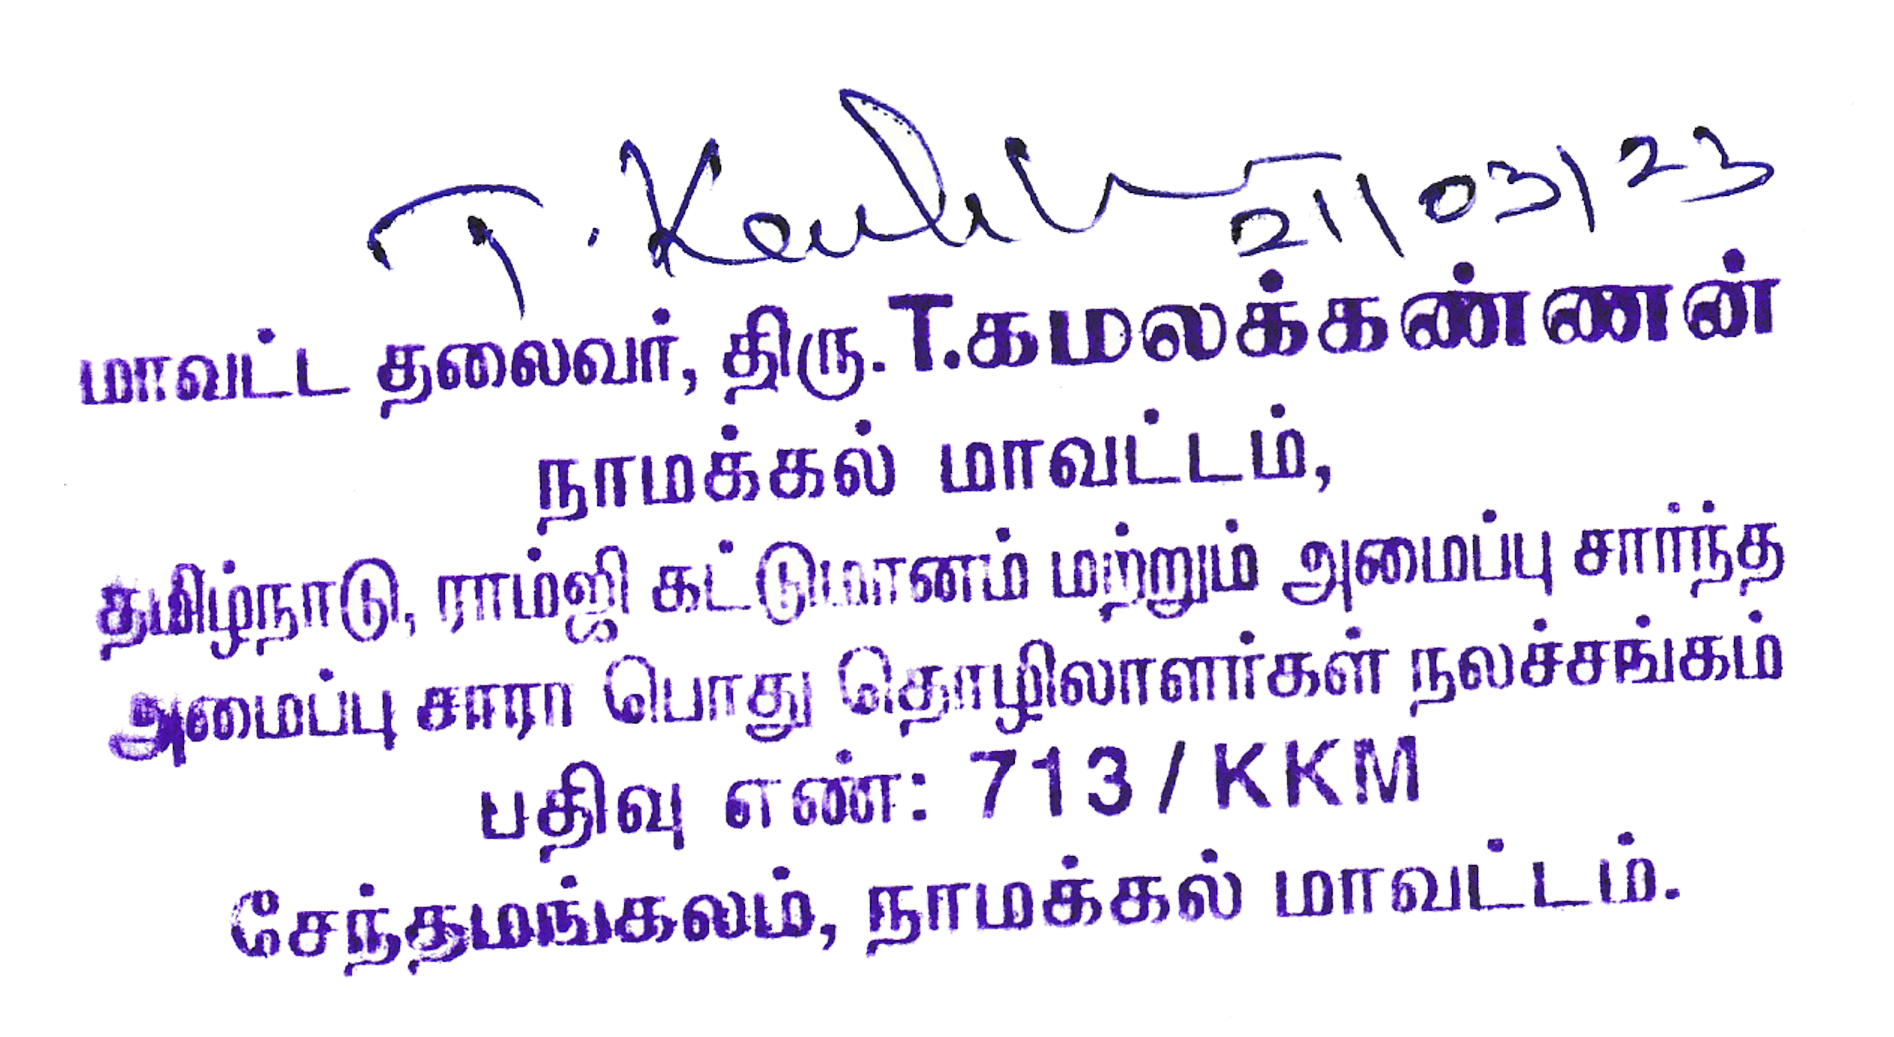 T. 21/03/23
மாவட்ட தலைவர், திரு.T.கமலக்கண்ணன்
நாமக்கல் மாவட்டம்,
தமிழ்நாடு, ராம்ஜி கட்டுமானம் மற்றும் அமைப்பு சார்ந்த
அமைப்பு சாரா பொது தொழிலாளர்கள் நலச்சங்கம்
பதிவு எண்: 713/KKM
சேந்தமங்கலம், நாமக்கல் மாவட்டம்.